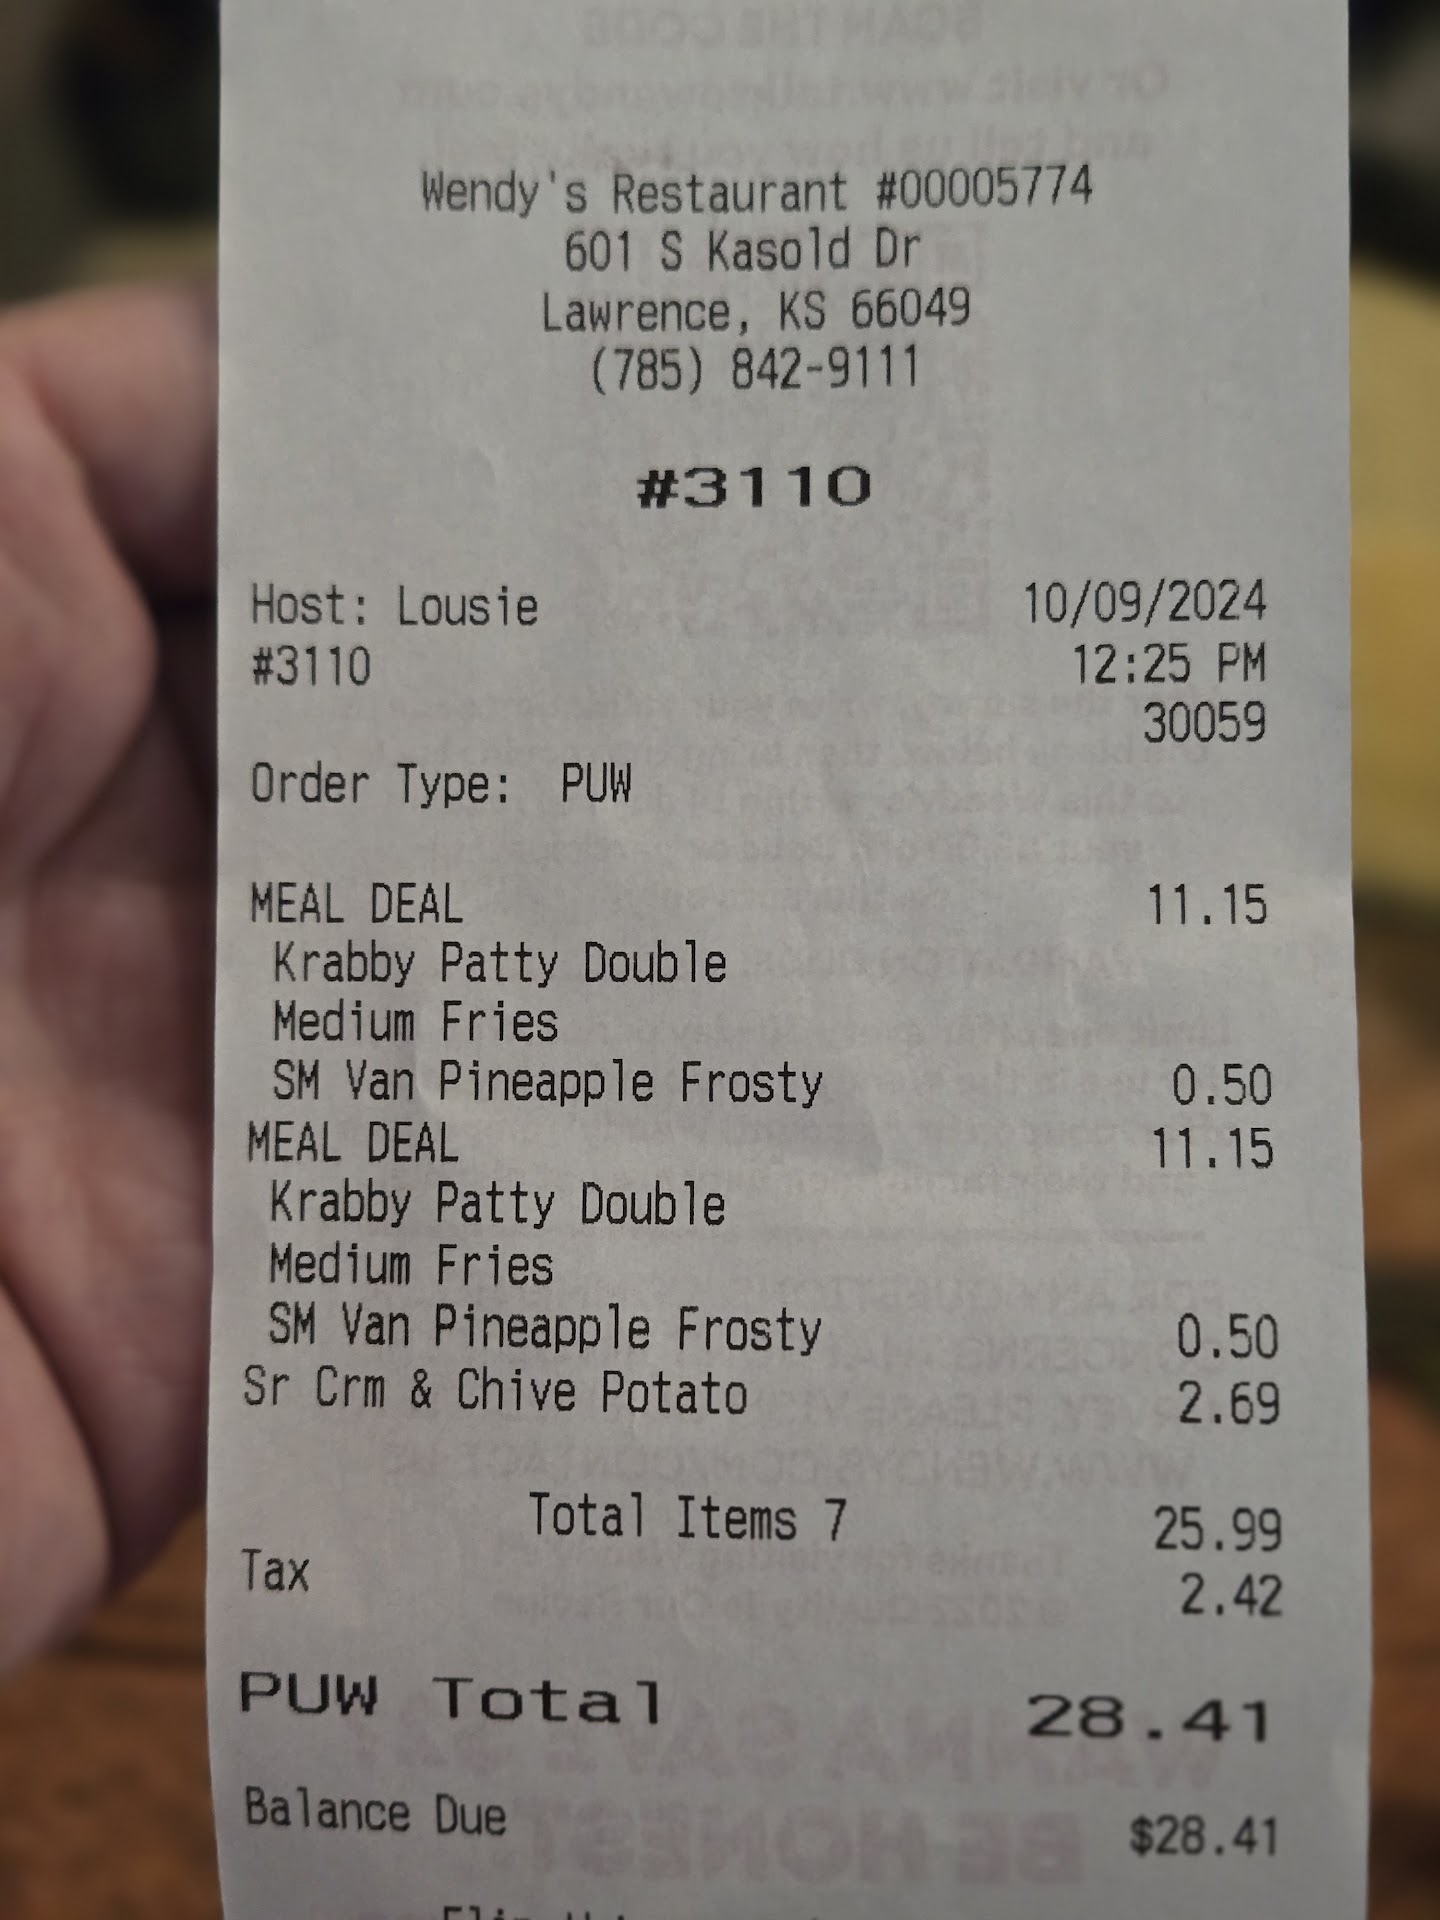 Wendy's Restaurant #00005774
601 S Kasold Dr
Lawrence, KS 66049
(785) 842-9111
#3110
Host: Lousie 10/09/2024
#3110 12:25 PM
30059
Order Type: PUW
MEAL DEAL 11.15
Krabby Patty Double
Medium Fries
SM Van Pineapple Frosty 0.50
MEAL DEAL 11.15
Krabby Patty Double
Medium Fries
SM Van Pineapple Frosty 0.50
Sr Crm & Chive Potato 2.69
Total Items 7 25.99
Tax 2.42
PUW Total 28.41
Balance Due $28.41